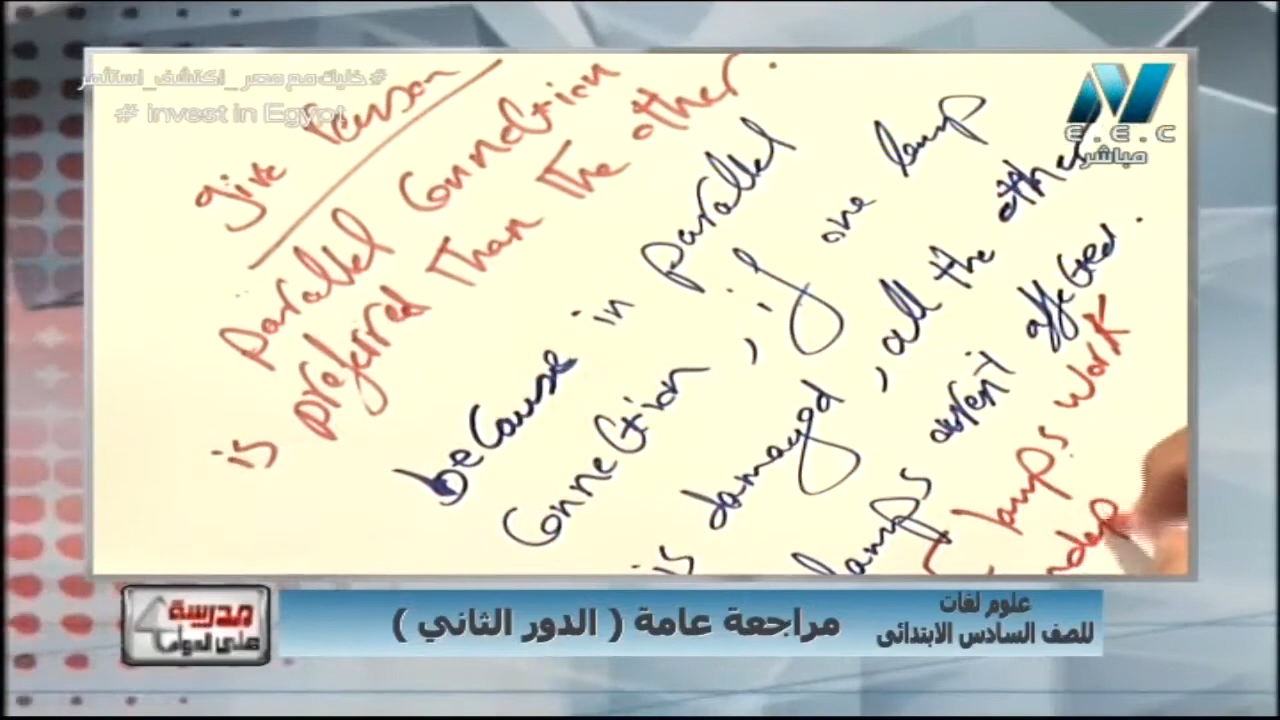 #خليك_مع_مصر_اكتشف_استثمر
# invest in Egypt
E.E.C
مباشر
give reason
parallel connection
is preferred than the other.
because in parallel
connection, if one lamp
is damaged, all the other
lamps aren't affected.
lamps work
علوم لغات
للصف السادس الابتدائى
مراجعة عامة ( الدور الثاني )
مدرسة
على الهواء